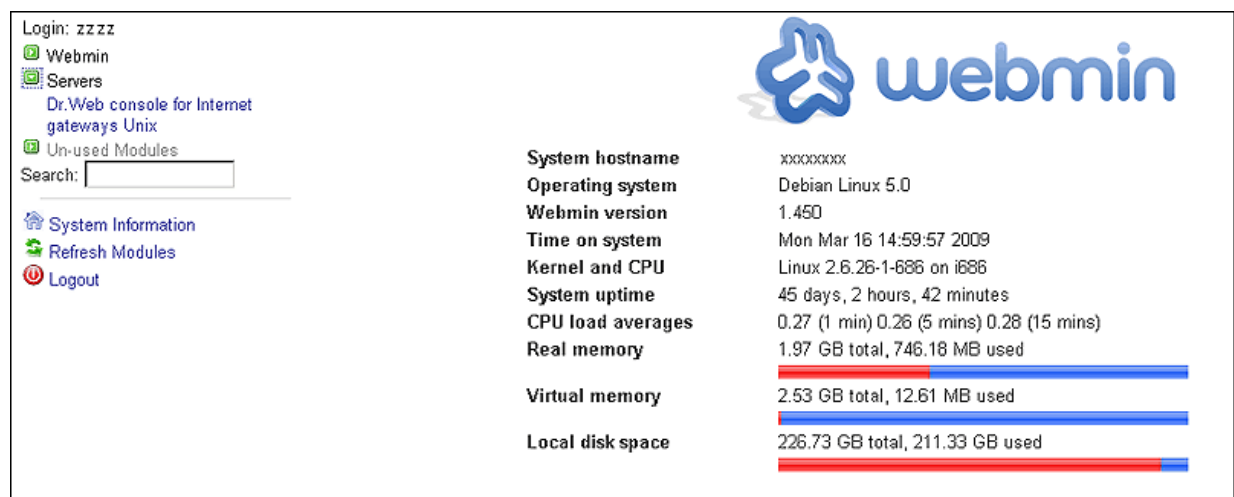 Login: zzzz
Webmin
Servers
Dr.Web console for Internet
gateways Unix
Un-used Modules
Search:
System Information
Refresh Modules
Logout
webmin
System hostname xxxxxxxx
Operating system Debian Linux 5.0
Webmin version 1.450
Time on system Mon Mar 16 14:59:57 2009
Kernel and CPU Linux 2.6.26-1-686 on i686
System uptime 45 days, 2 hours, 42 minutes
CPU load averages 0.27 (1 min) 0.26 (5 mins) 0.28 (15 mins)
Real memory 1.97 GB total, 746.18 MB used
Virtual memory 2.53 GB total, 12.61 MB used
Local disk space 226.73 GB total, 211.33 GB used